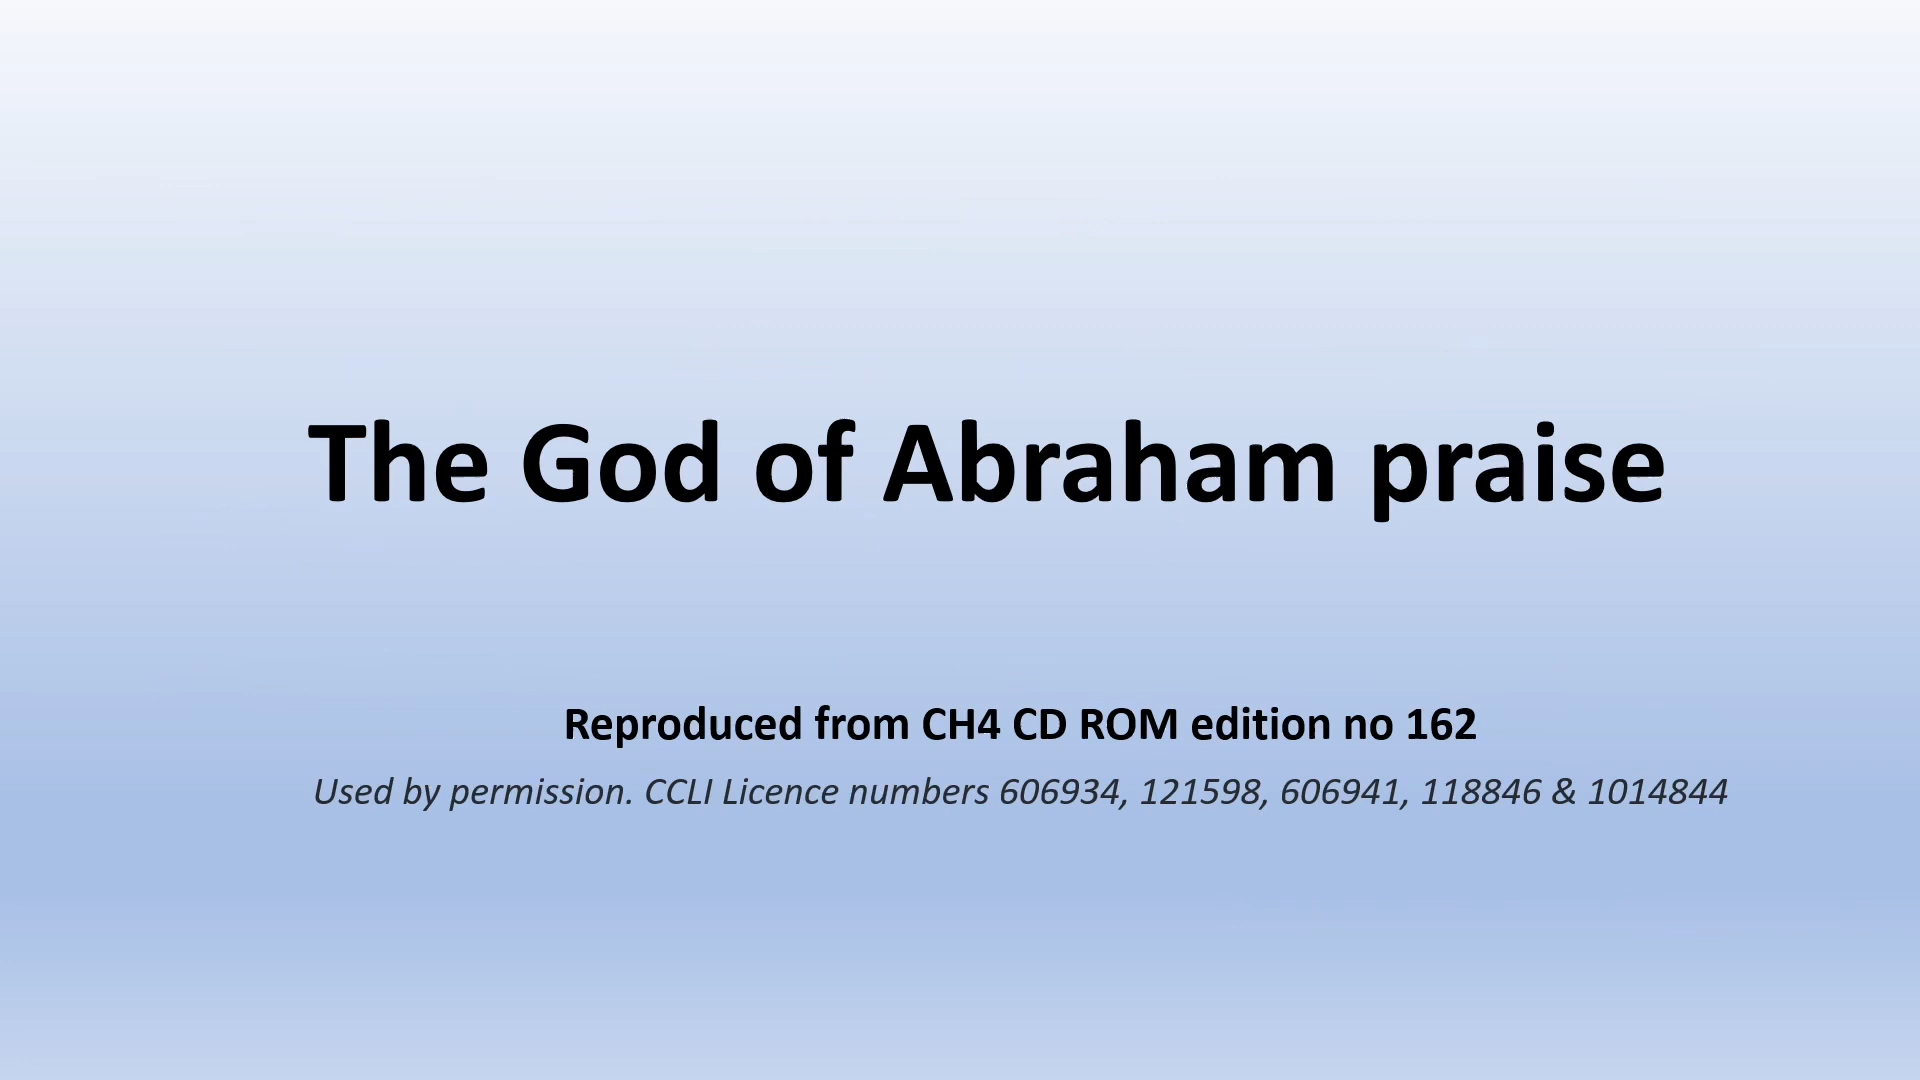 The God of Abraham praise
Reproduced from CH4 CD ROM edition no 162
Used by permission. CCLI Licence numbers 606934, 121598, 606941, 118846 & 1014844